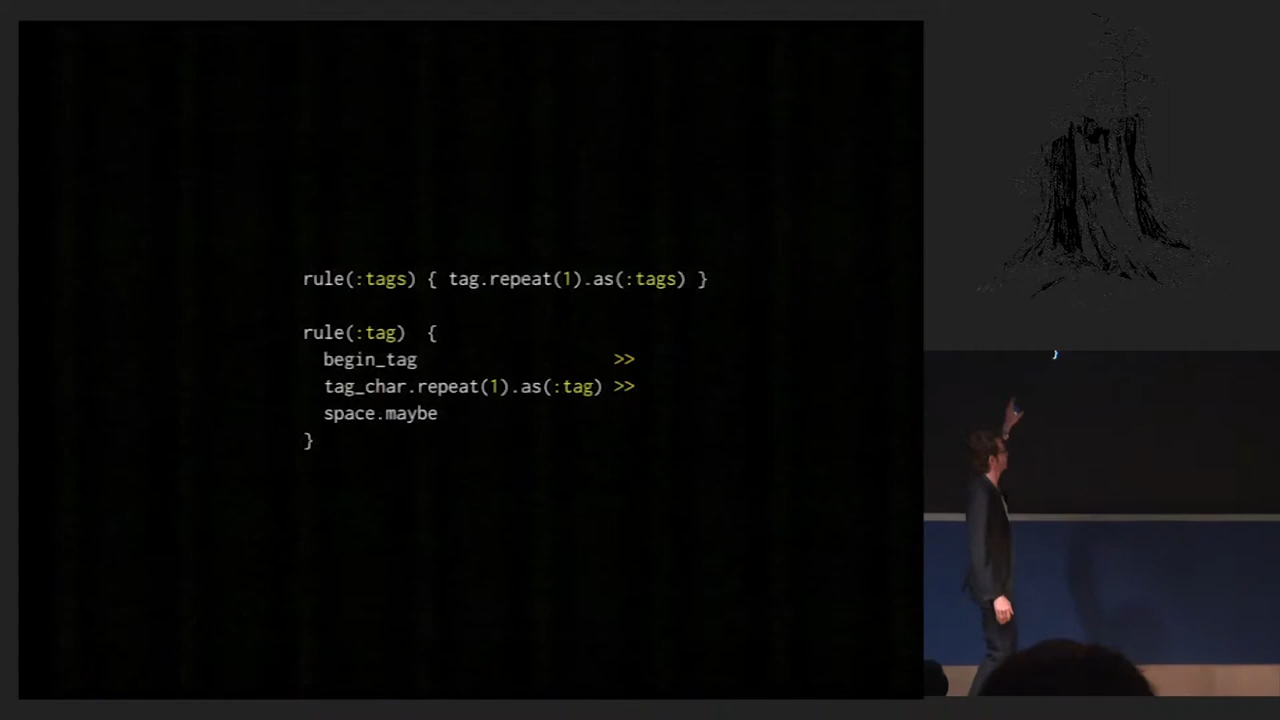 rule(:tags) { tag.repeat(1).as(:tags) }
rule(:tag)  {
  begin_tag                   >>
  tag_char.repeat(1).as(:tag) >>
  space.maybe
}
}